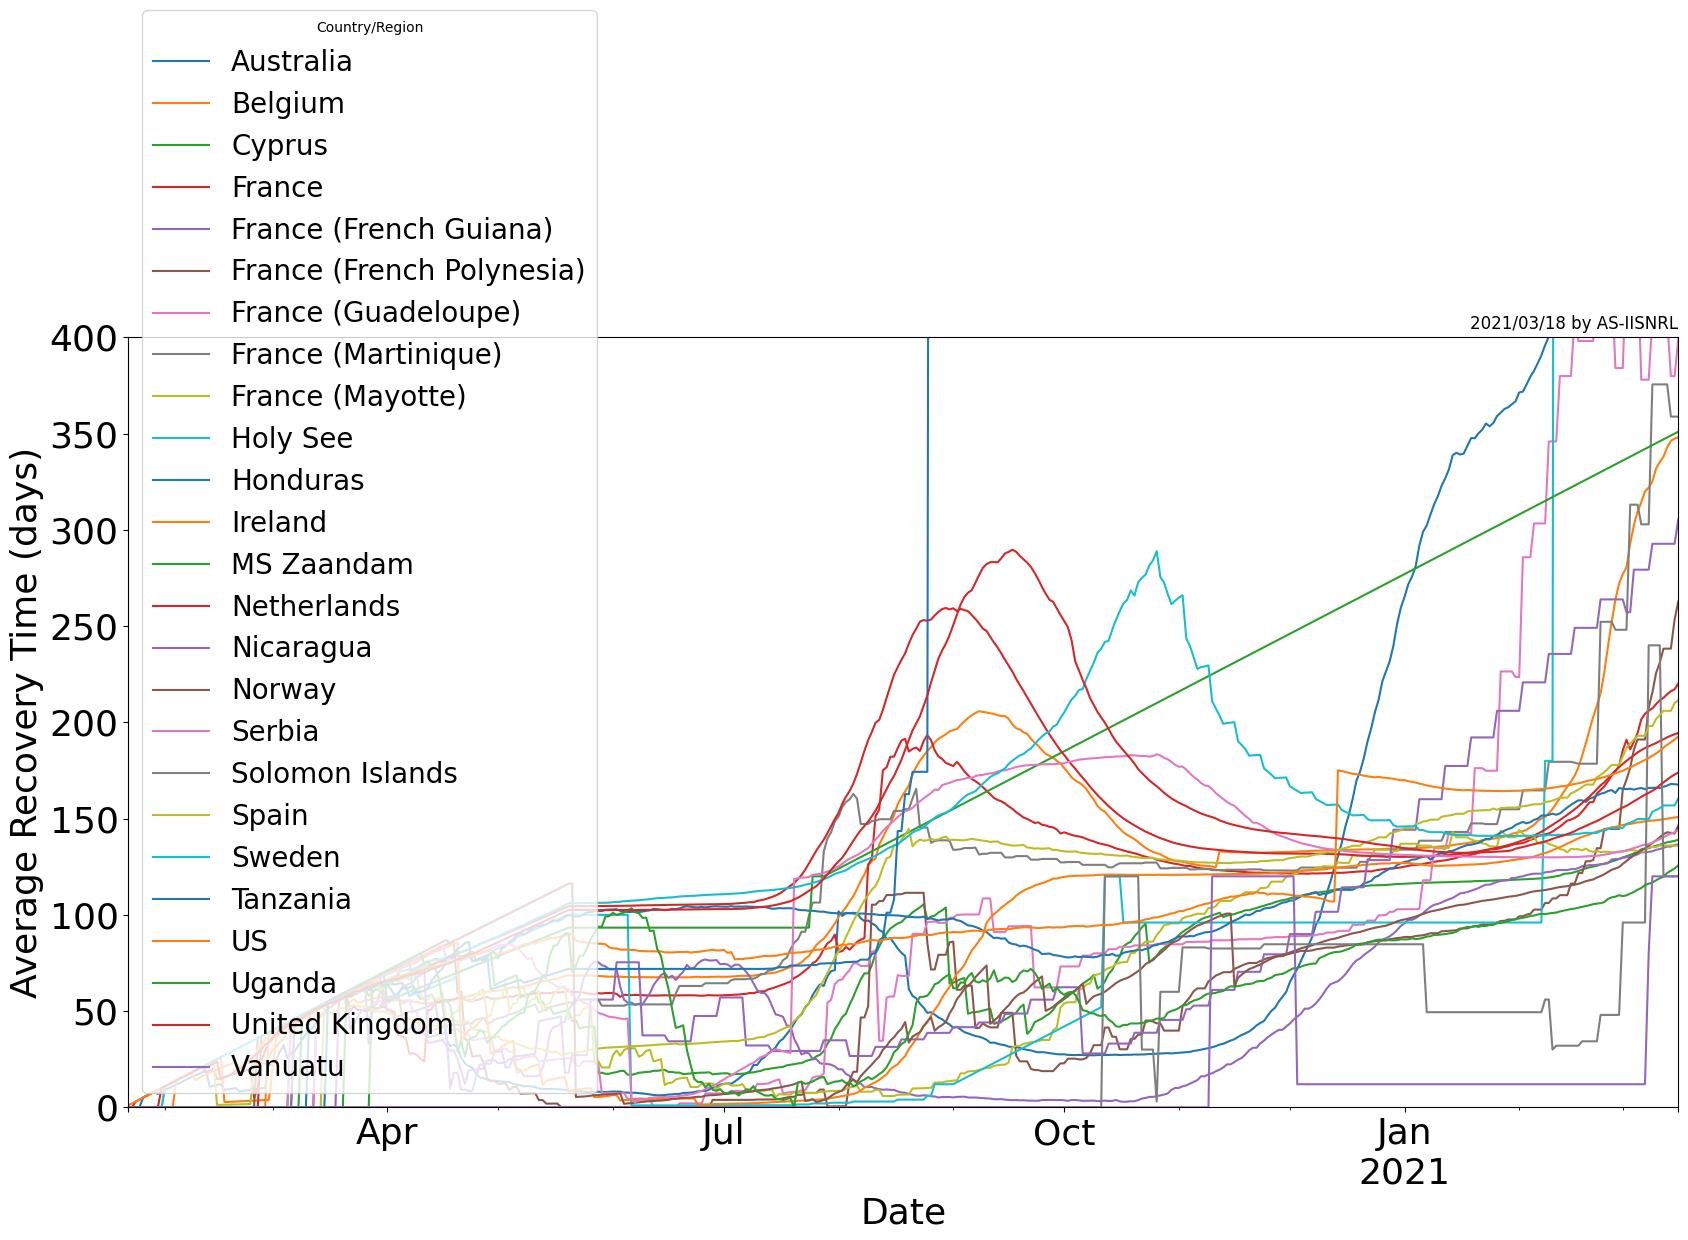 Country/Region
Australia
Belgium
Cyprus
France
France (French Guiana)
France (French Polynesia)
France (Guadeloupe)
France (Martinique)
France (Mayotte)
Holy See
Honduras
Ireland
MS Zaandam
Netherlands
Nicaragua
Norway
Serbia
Solomon Islands
Spain
Sweden
Tanzania
US
Uganda
United Kingdom
Vanuatu
2021/03/18 by AS-IISNRL
Average Recovery Time (days)
400
350
300
250
200
150
100
50
0
Apr
Jul
Oct
Jan
2021
Date